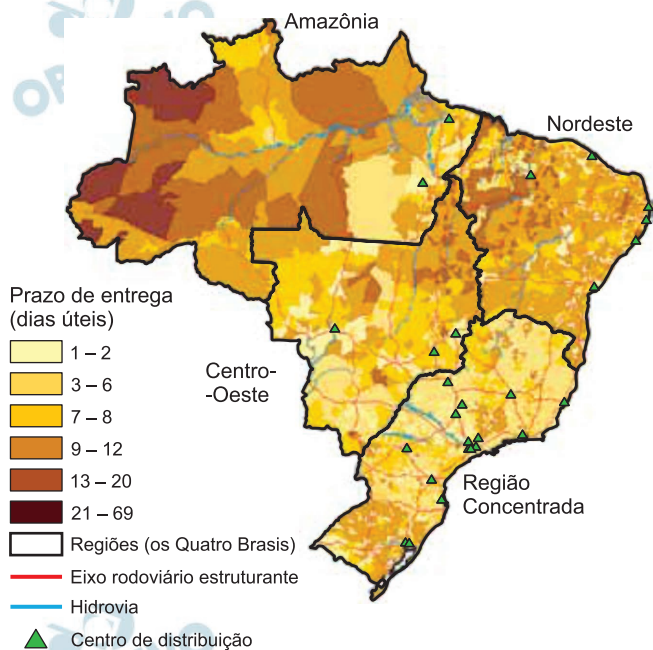 Amazônia
Nordeste
Prazo de entrega
(dias úteis)
1 – 2
3 – 6
7 – 8
9 – 12
13 – 20
21 – 69
Centro-
-Oeste
Região
Concentrada
Regiões (os Quatro Brasis)
Eixo rodoviário estruturante
Hidrovia
Centro de distribuição